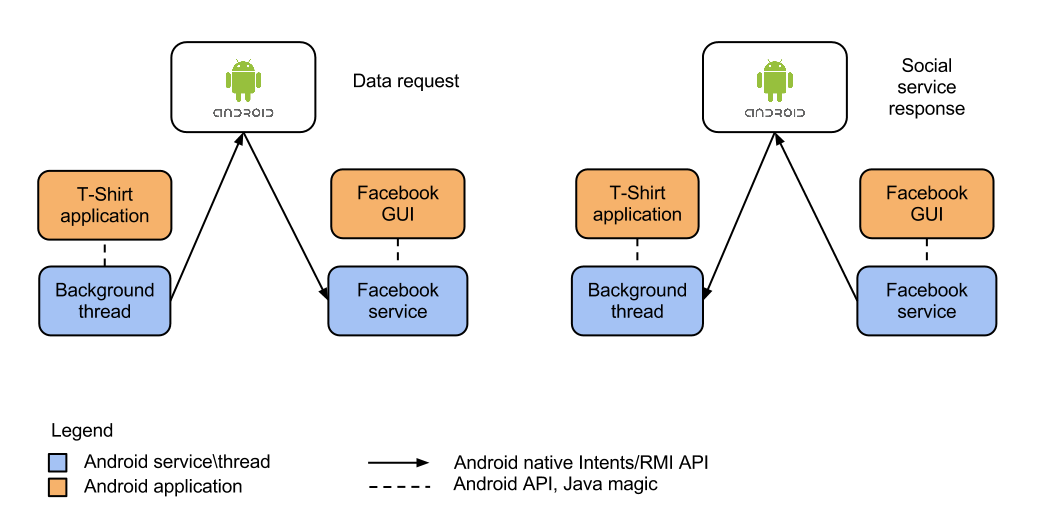 ANDROID
Data request
T-Shirt
application
Facebook
GUI
Background
thread
Facebook
service
ANDROID
Social
service
response
T-Shirt
application
Facebook
GUI
Background
thread
Facebook
service
Legend
Android service\thread
Android application
Android native Intents/RMI API
Android API, Java magic